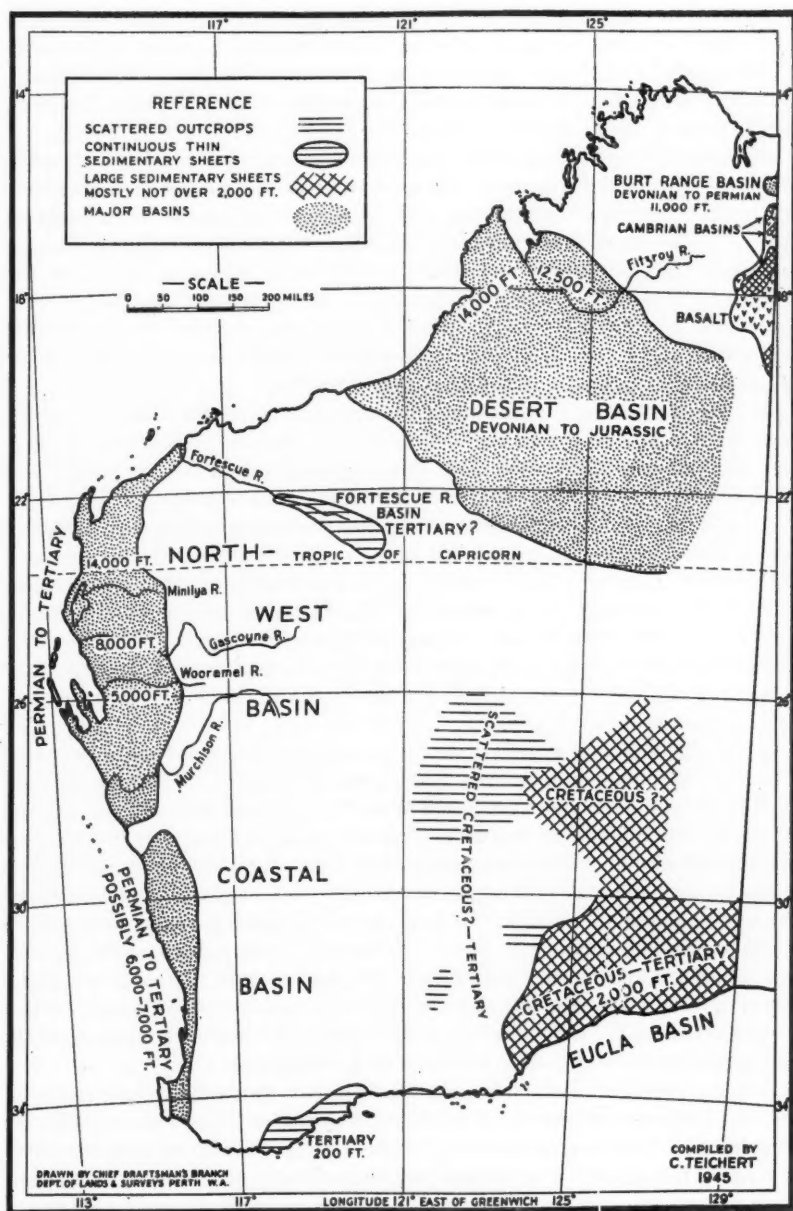 117°
121°
125°
14°
14°
REFERENCE
SCATTERED OUTCROPS
CONTINUOUS THIN
SEDIMENTARY SHEETS
LARGE SEDIMENTARY SHEETS
MOSTLY NOT OVER 2,000 FT.
MAJOR BASINS
SCALE
0 50 100 200 MILES
BURT RANGE BASIN
DEVONIAN TO PERMIAN
11,000 FT.
CAMBRIAN BASINS
Fitzroy R.
12,500 FT.
14,000 FT.
18°
18°
BASALT
DESERT BASIN
DEVONIAN TO JURASSIC
Fortescue R.
22°
22°
FORTESCUE R.
BASIN
TERTIARY?
NORTH-
TROPIC OF CAPRICORN
14,000 FT.
Minilya R.
WEST
PERMIAN TO TERTIARY
8,000 FT.
Gascoyne R.
Wooramel R.
5,000 FT.
26°
26°
BASIN
Murchison R.
SCATTERED CRETACEOUS?-TERTIARY
CRETACEOUS?
COASTAL
30°
30°
PERMIAN TO TERTIARY
POSSIBLY 6,000-7,000 FT.
BASIN
CRETACEOUS-TERTIARY
2,000 FT.
EUCLA BASIN
34°
34°
TERTIARY
200 FT.
COMPILED BY
C. TEICHERT
1945
DRAWN BY CHIEF DRAFTSMAN'S BRANCH
DEPT. OF LANDS & SURVEYS PERTH W.A.
113° 117° LONGITUDE 121° EAST OF GREENWICH 125° 129°